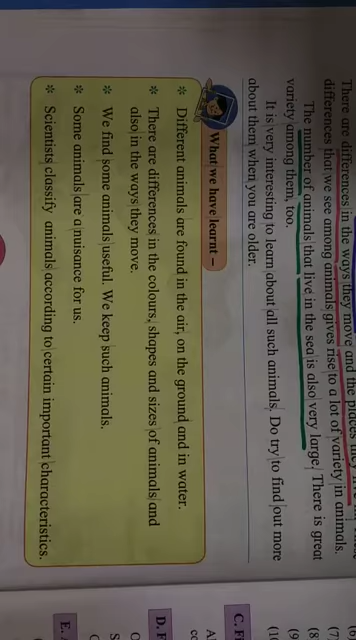 There are differences in the ways they move and the places they
differences that we see among animals gives rise to a lot of variety in animals.
The number of animals that live in the sea is also very large. There is great
variety among them, too.
It is very interesting to learn about all such animals. Do try to find out more
about them when you are older.
What we have learnt –
* Different animals are found in the air, on the ground and in water.
* There are differences in the colours, shapes and sizes of animals and
also in the ways they move.
* We find some animals useful. We keep such animals.
* Some animals are a nuisance for us.
* Scientists classify animals according to certain important characteristics.
C.
D.
E.